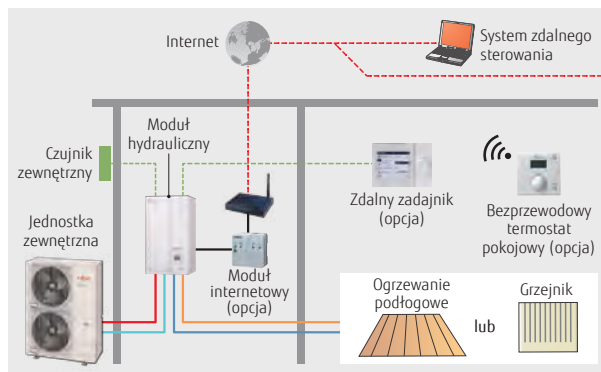 Internet
System zdalnego
sterowania
Moduł
hydrauliczny
Czujnik
zewnętrzny
Zdalny zadajnik
(opcja)
Bezprzewodowy
termostat
pokojowy (opcja)
Jednostka
zewnętrzna
Moduł
internetowy
(opcja)
Ogrzewanie
podłogowe
lub
Grzejnik